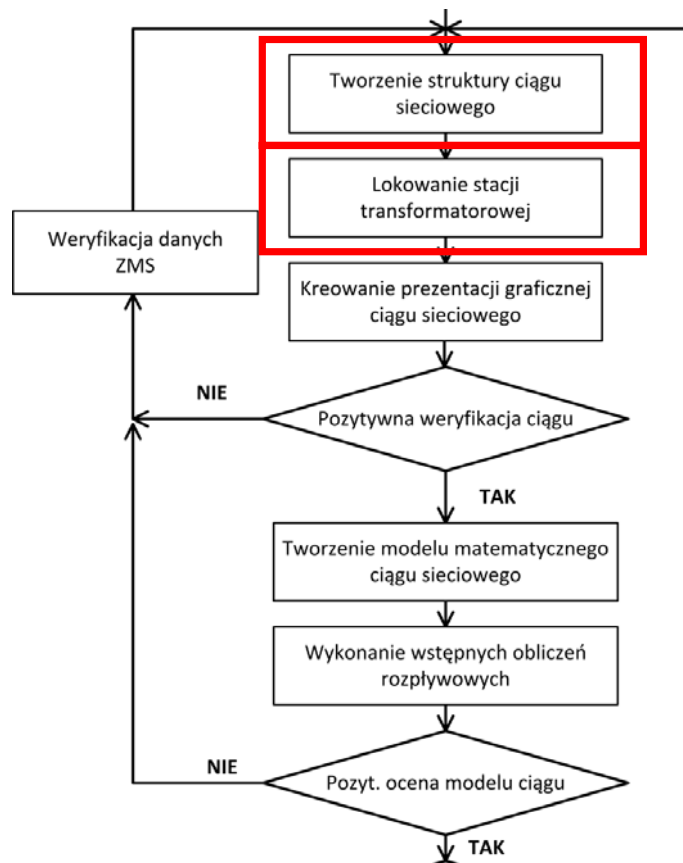 Tworzenie struktury ciągu
sieciowego
Lokowanie stacji
transformatorowej
Weryfikacja danych
ZMS
Kreowanie prezentacji graficznej
ciągu sieciowego
NIE
Pozytywna weryfikacja ciągu
TAK
Tworzenie modelu matematycznego
ciągu sieciowego
Wykonanie wstępnych obliczeń
rozpływowych
NIE
Pozyt. ocena modelu ciągu
TAK